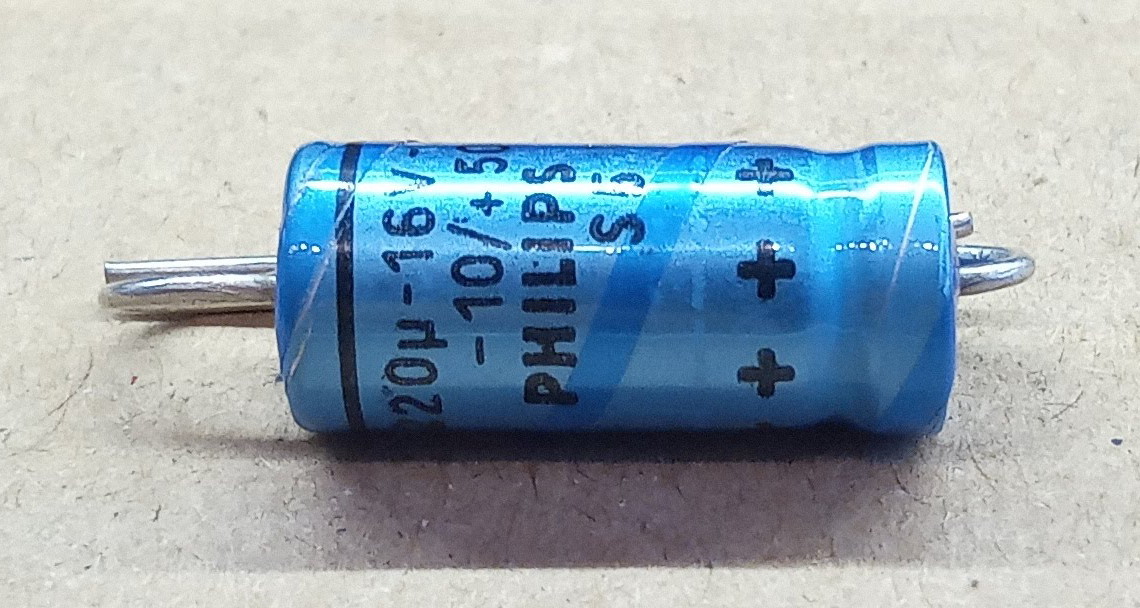 220µ-16V-
-10/+50
PHILIPS
S b
+ + +